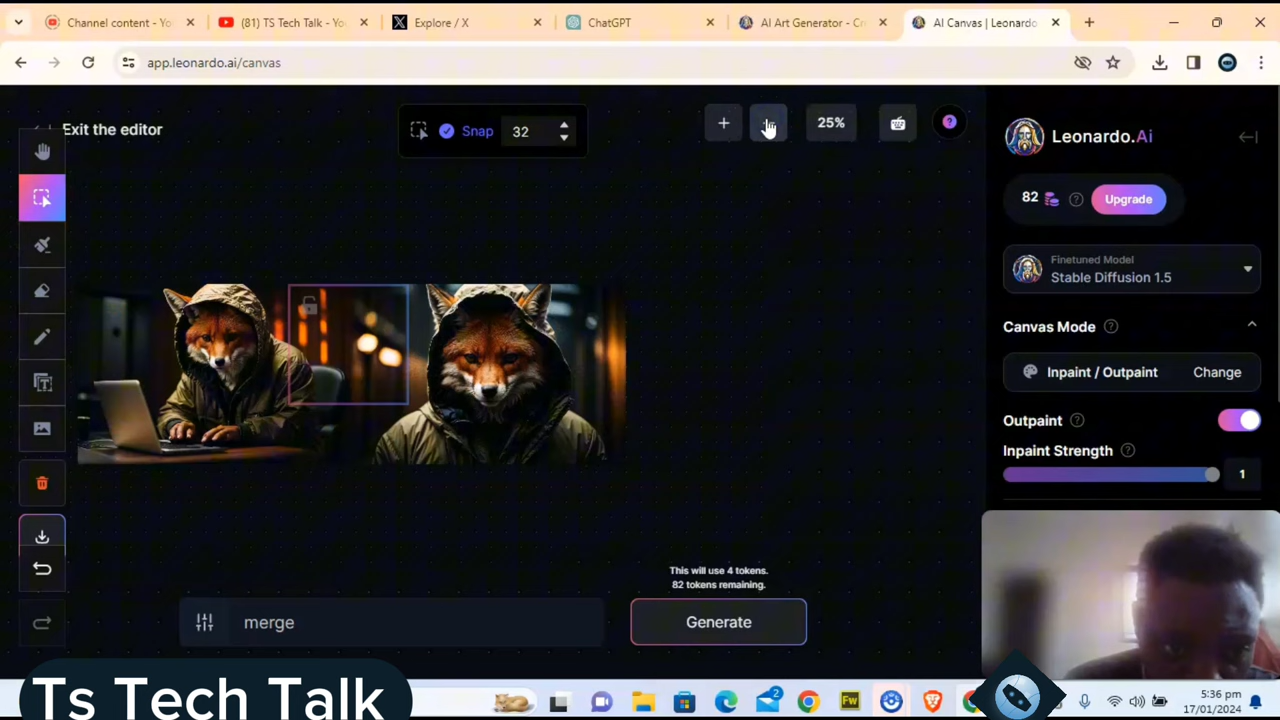 Channel content - Yo
(81) TS Tech Talk - You
Explore / X
ChatGPT
AI Art Generator - Cr
AI Canvas | Leonardo
app.leonardo.ai/canvas
Exit the editor
Snap
32
25%
Leonardo.Ai
82
Upgrade
Finetuned Model
Stable Diffusion 1.5
Canvas Mode
Inpaint / Outpaint
Change
Outpaint
Inpaint Strength
1
This will use 4 tokens.
82 tokens remaining.
merge
Generate
Ts Tech Talk
2
Fw
5:36 pm
17/01/2024